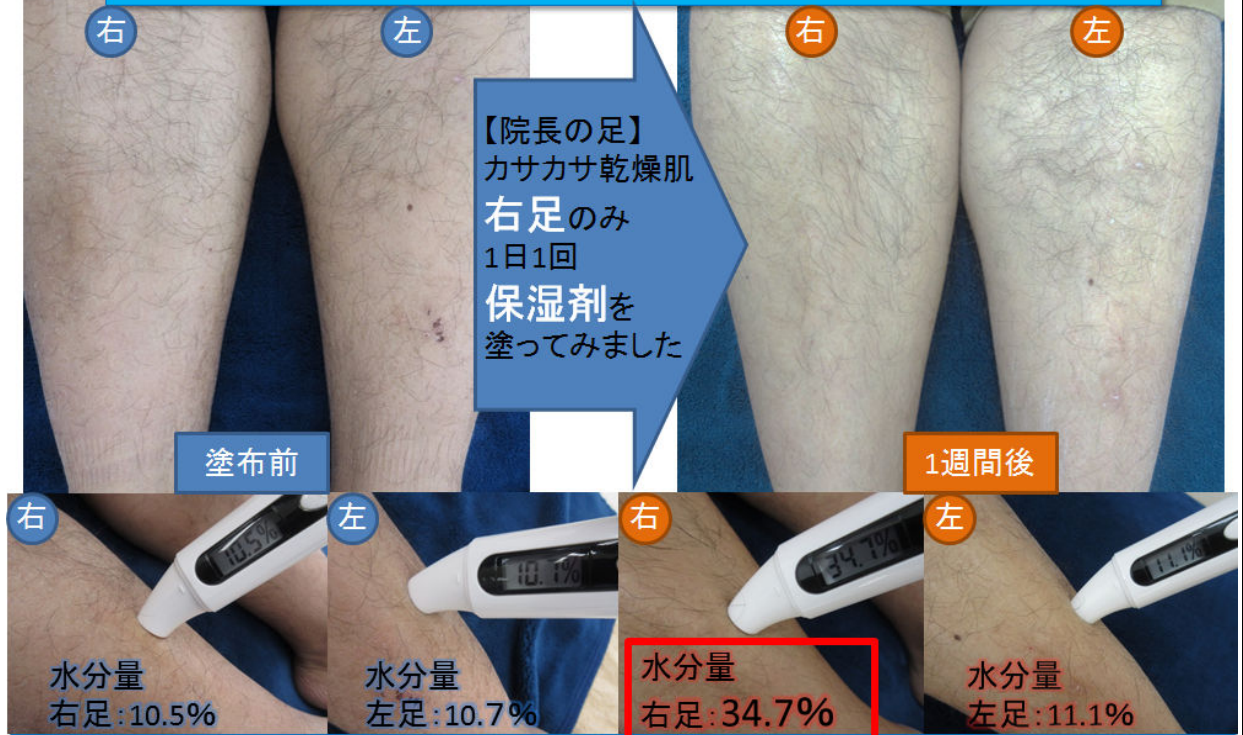 右
左
【院長の足】
カサカサ乾燥肌
右足のみ
1日1回
保湿剤を
塗ってみました
右
左
塗布前
1週間後
右
10.5%
水分量
右足:10.5%
左
10.1%
水分量
左足:10.7%
右
34.7%
水分量
右足:34.7%
左
11.1%
水分量
左足:11.1%